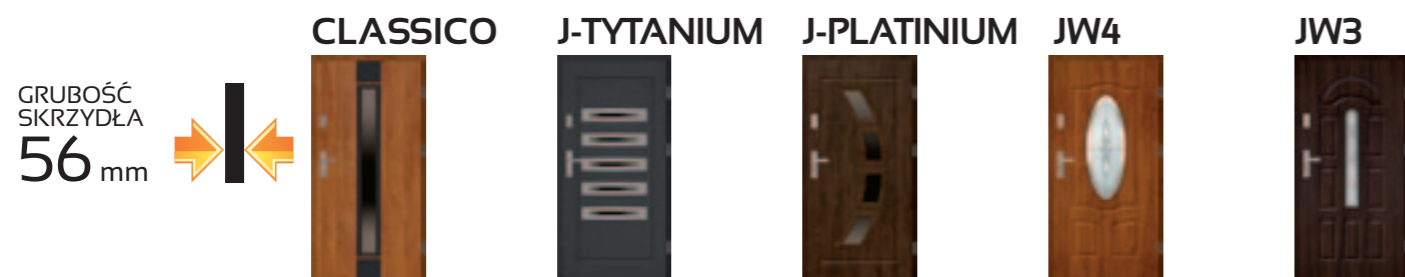 CLASSICO J-TYTANIUM J-PLATINIUM JW4 JW3
GRUBOŚĆ
SKRZYDŁA
56 mm